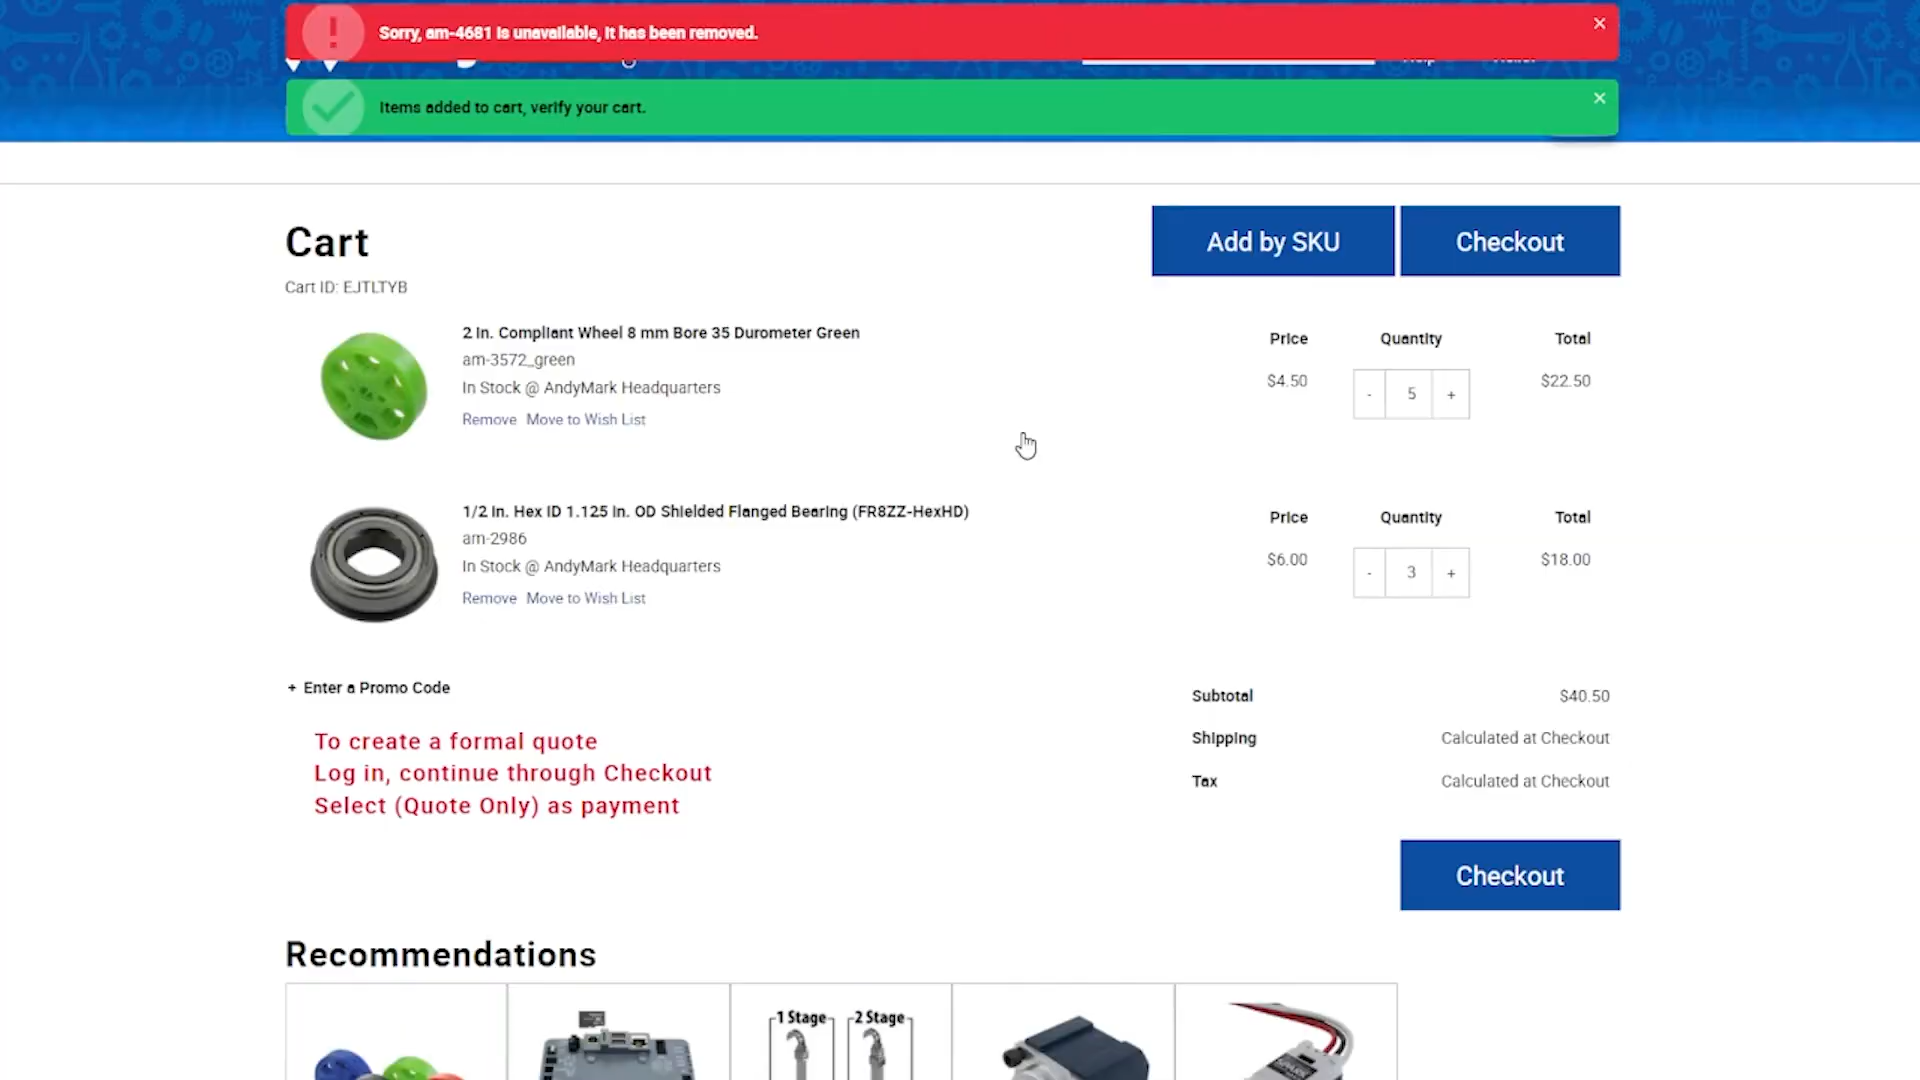 Sorry, am-4681 is unavailable, it has been removed.
Items added to cart, verify your cart.
Cart
Add by SKU
Checkout
Cart ID: EJTLTYB
2 in. Compliant Wheel 8 mm Bore 35 Durometer Green
am-3572_green
In Stock @ AndyMark Headquarters
Remove Move to Wish List
Price Quantity Total
$4.50 - 5 + $22.50
1/2 in. Hex ID 1.125 in. OD Shielded Flanged Bearing (FR8ZZ-HexHD)
am-2986
In Stock @ AndyMark Headquarters
Remove Move to Wish List
Price Quantity Total
$6.00 - 3 + $18.00
+ Enter a Promo Code
To create a formal quote
Log in, continue through Checkout
Select (Quote Only) as payment
Subtotal $40.50
Shipping Calculated at Checkout
Tax Calculated at Checkout
Checkout
Recommendations
1 Stage 2 Stage